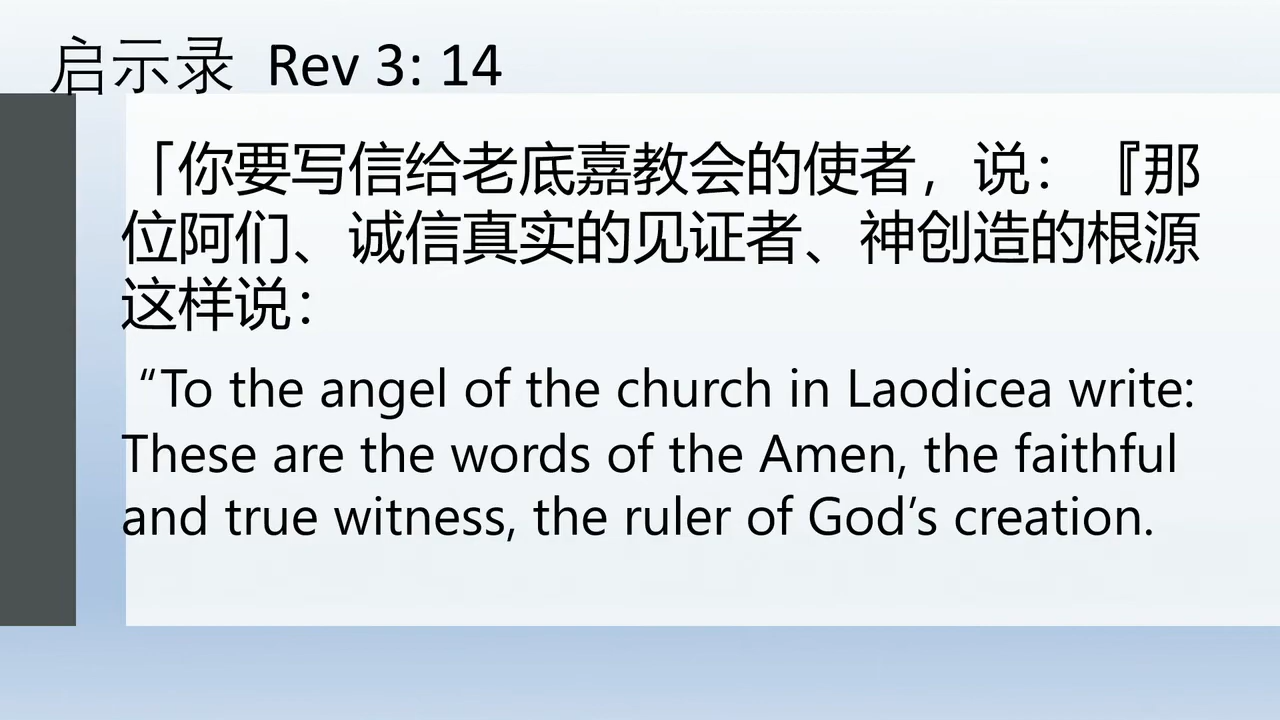 启示录 Rev 3: 14
「你要写信给老底嘉教会的使者，说：『那
位阿们、诚信真实的见证者、神创造的根源
这样说：
“To the angel of the church in Laodicea write:
These are the words of the Amen, the faithful
and true witness, the ruler of God’s creation.